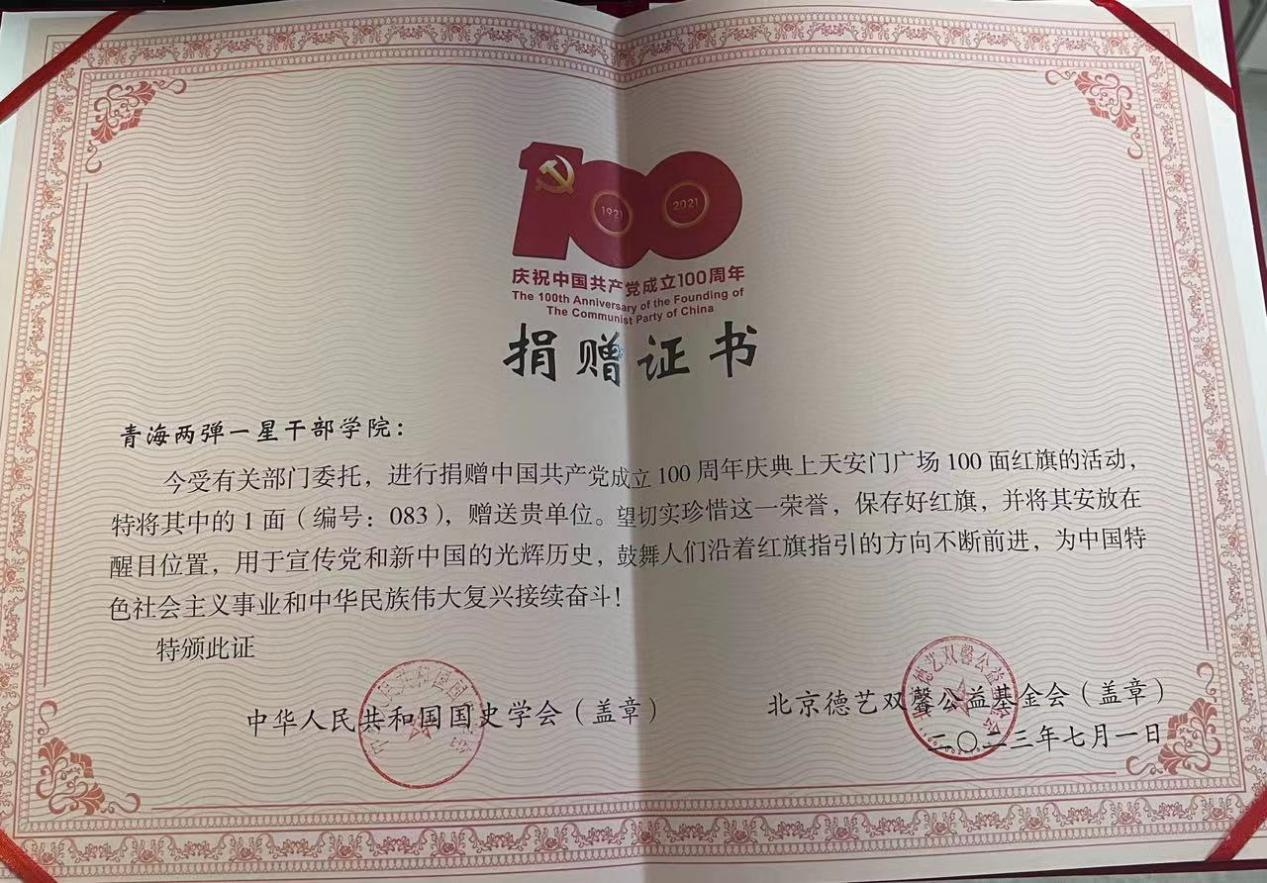 1921
2021
庆祝中国共产党成立100周年
The 100th Anniversary of the Founding of
The Communist Party of China
捐赠证书
青海两弹一星干部学院：
今受有关部门委托，进行捐赠中国共产党成立100周年庆典上天安门广场100面红旗的活动，
特将其中的1面（编号：083），赠送贵单位。望切实珍惜这一荣誉，保存好红旗，并将其安放在
醒目位置，用于宣传党和新中国的光辉历史，鼓舞人们沿着红旗指引的方向不断前进，为中国特
色社会主义事业和中华民族伟大复兴接续奋斗！
特颁此证
中华人民共和国国史学会（盖章）
北京德艺双馨公益基金会（盖章）
二〇二三年七月一日